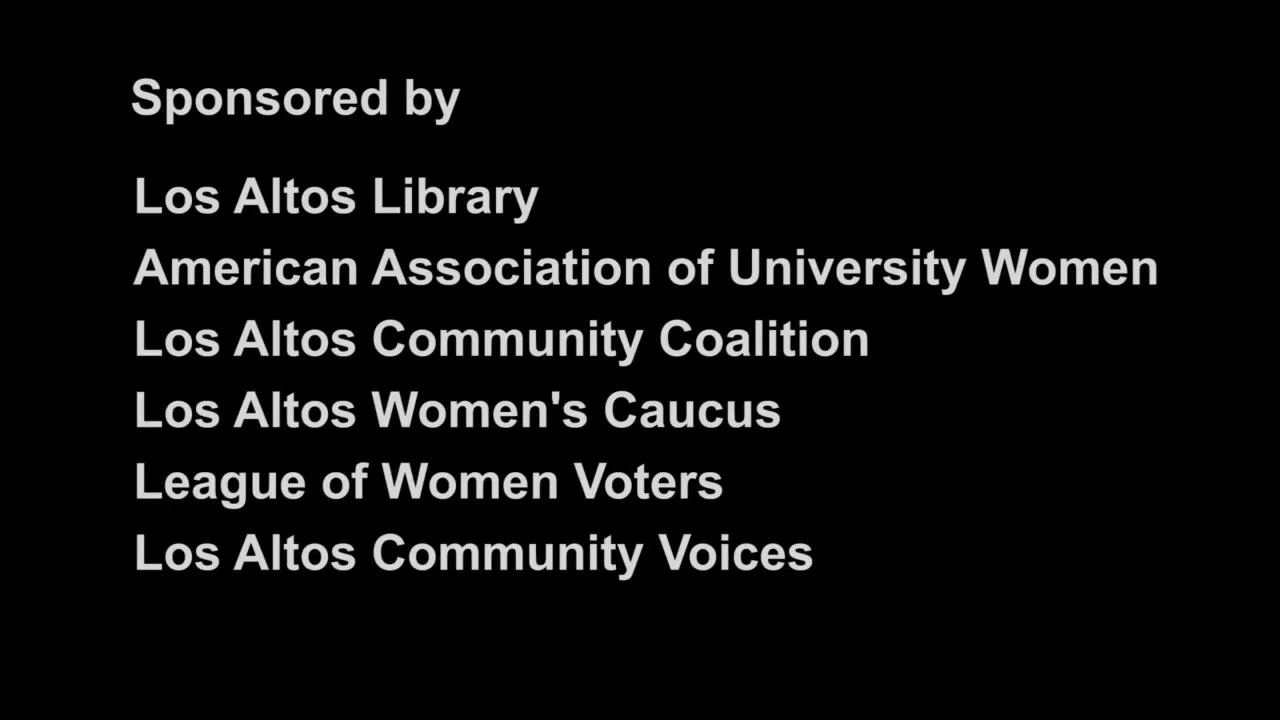 Sponsored by
Los Altos Library
American Association of University Women
Los Altos Community Coalition
Los Altos Women's Caucus
League of Women Voters
Los Altos Community Voices